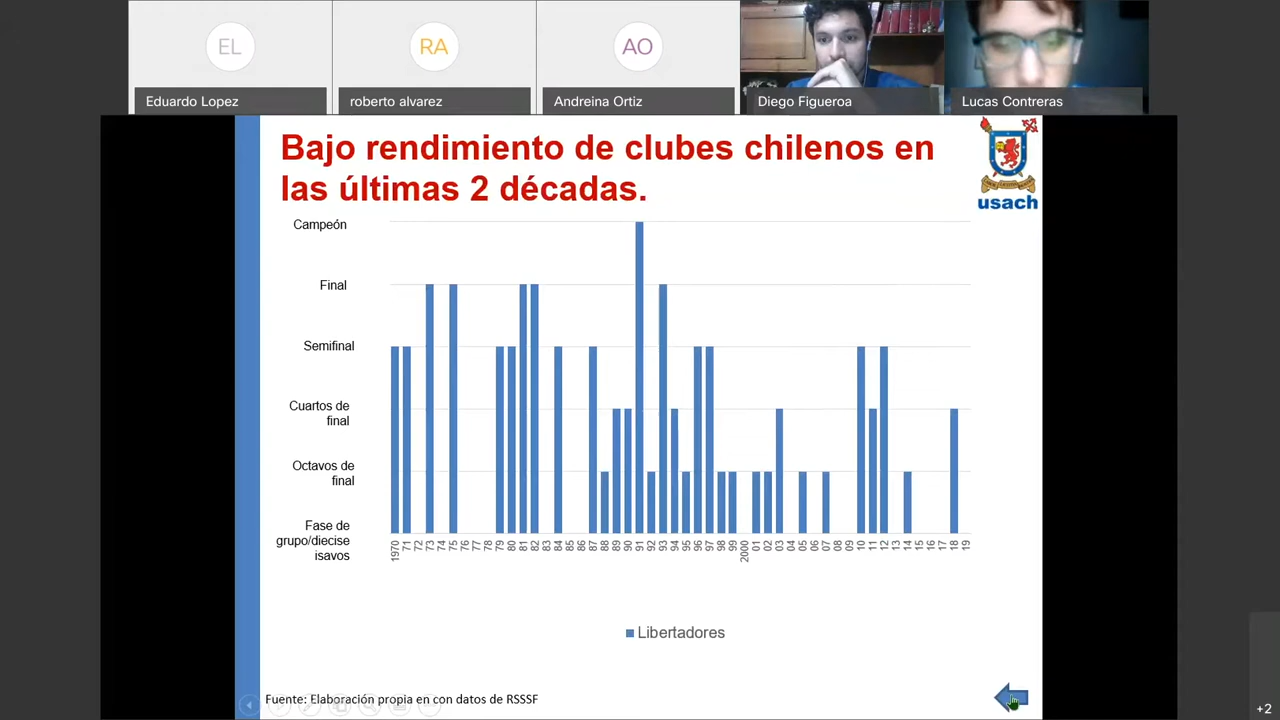 EL
RA
AO
Eduardo Lopez
roberto alvarez
Andreina Ortiz
Diego Figueroa
Lucas Contreras
Bajo rendimiento de clubes chilenos en
las últimas 2 décadas.
usach
Campeón
Final
Semifinal
Cuartos de
final
Octavos de
final
Fase de
grupo/diecise
isavos
1970 71 72 73 74 75 76 77 78 79 80 81 82 83 84 85 86 87 88 89 90 91 92 93 94 95 96 97 98 99 2000 01 02 03 04 05 06 07 08 09 10 11 12 13 14 15 16 17 18 19
Libertadores
Fuente: Elaboración propia en con datos de RSSSF
+2